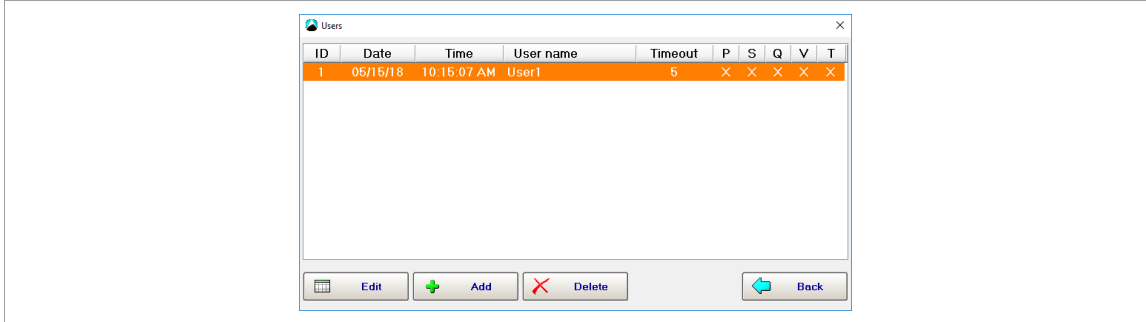 Users
ID Date Time User name Timeout P S Q V T
1 05/15/18 10:15:07 AM User1 5 X X X X X
Edit Add Delete Back